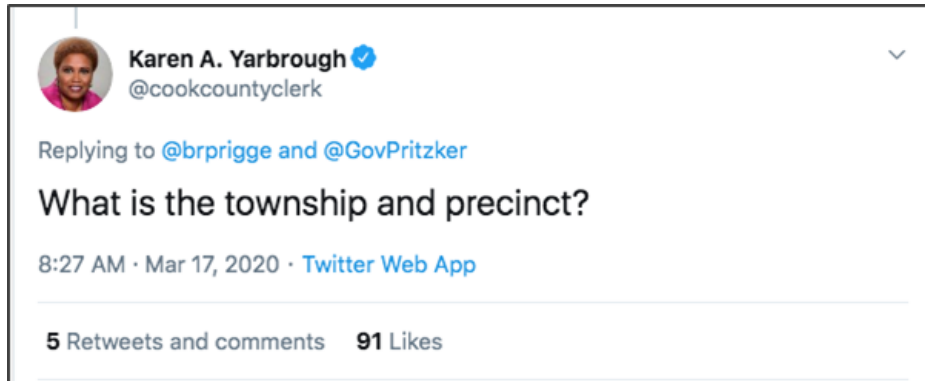 Karen A. Yarbrough
@cookcountyclerk
Replying to @brprigge and @GovPritzker
What is the township and precinct?
8:27 AM · Mar 17, 2020 · Twitter Web App
5 Retweets and comments 91 Likes